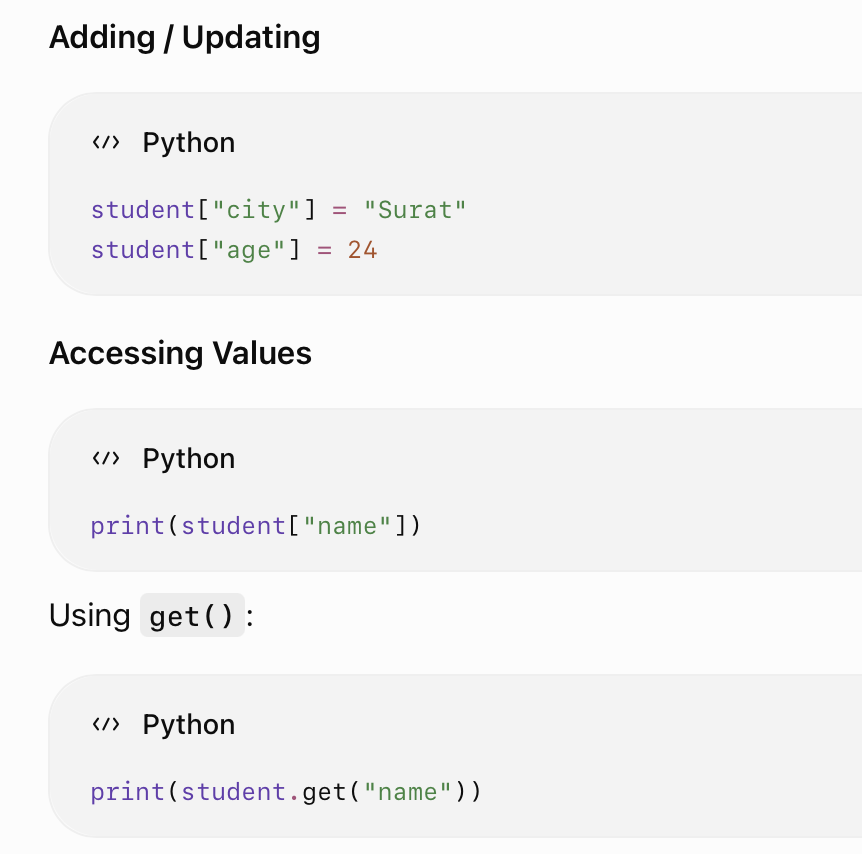 Adding / Updating
Python
student["city"] = "Surat"
student["age"] = 24
Accessing Values
Python
print(student["name"])
Using get():
Python
print(student.get("name"))